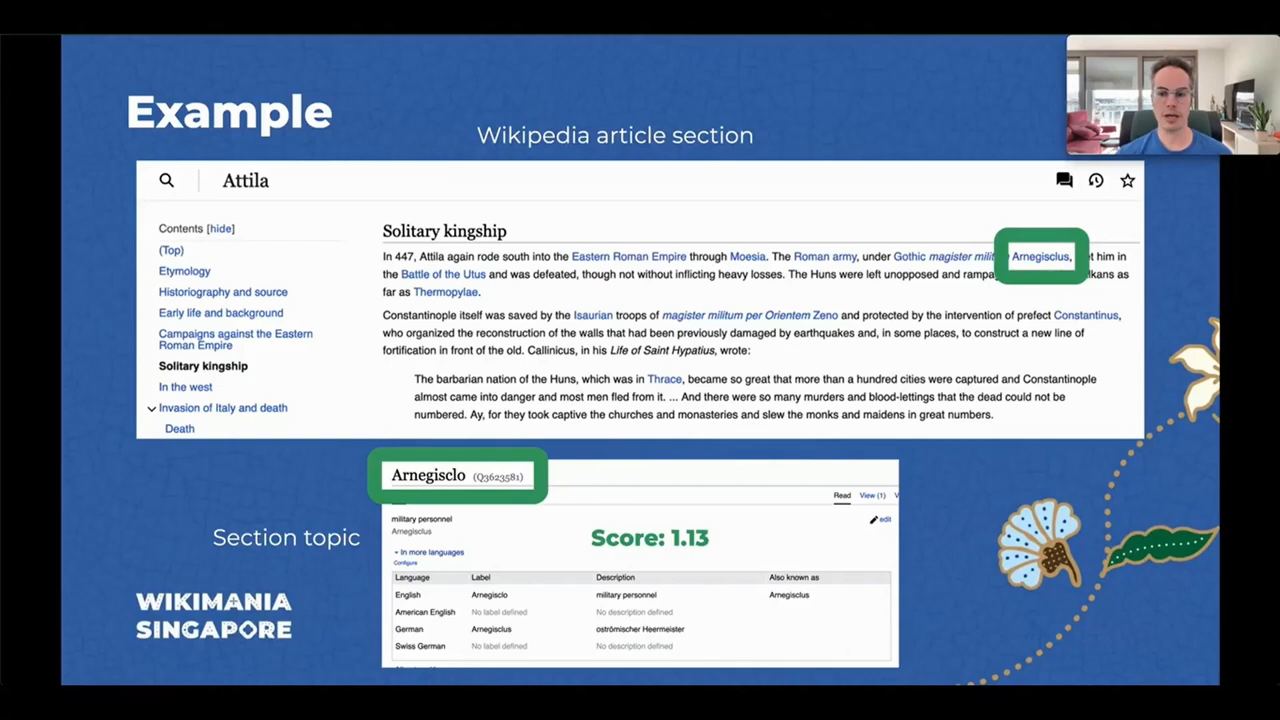 Example
Wikipedia article section
Attila
Contents [hide]
(Top)
Etymology
Historiography and source
Early life and background
Campaigns against the Eastern
Roman Empire
Solitary kingship
In the west
Invasion of Italy and death
Death
Solitary kingship
In 447, Attila again rode south into the Eastern Roman Empire through Moesia. The Roman army, under Gothic magister milit Arnegisclus, et him in
the Battle of the Utus and was defeated, though not without inflicting heavy losses. The Huns were left unopposed and rampa lkans as
far as Thermopylae.
Constantinople itself was saved by the Isaurian troops of magister militum per Orientem Zeno and protected by the intervention of prefect Constantinus,
who organized the reconstruction of the walls that had been previously damaged by earthquakes and, in some places, to construct a new line of
fortification in front of the old. Callinicus, in his Life of Saint Hypatius, wrote:
The barbarian nation of the Huns, which was in Thrace, became so great that more than a hundred cities were captured and Constantinople
almost came into danger and most men fled from it. ... And there were so many murders and blood-lettings that the dead could not be
numbered. Ay, for they took captive the churches and monasteries and slew the monks and maidens in great numbers.
Section topic
Arnegisclo (Q3623581)
Read View (1) V
military personnel
edit
Arnegisclus
Score: 1.13
In more languages
Configure
Language Label Description Also known as
English Arnegisclo military personnel Arnegisclus
American English No label defined No description defined
German Arnegisclus oströmischer Heermeister
Swiss German No label defined No description defined
WIKIMANIA
SINGAPORE